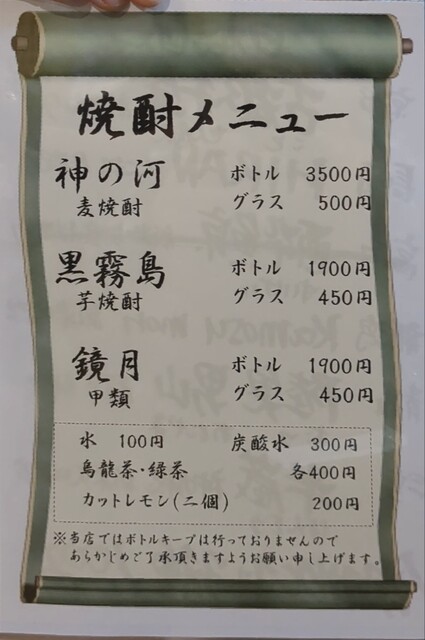 焼酎メニュー
神の河 ボトル 3500円
麦焼酎 グラス 500円
黒霧島 ボトル 1900円
芋焼酎 グラス 450円
鏡月 ボトル 1900円
甲類 グラス 450円
水 100円 炭酸水 300円
烏龍茶・緑茶 各400円
カットレモン(二個) 200円
※当店ではボトルキープは行っておりませんので
あらかじめご了承頂きますようお願い申し上げます。